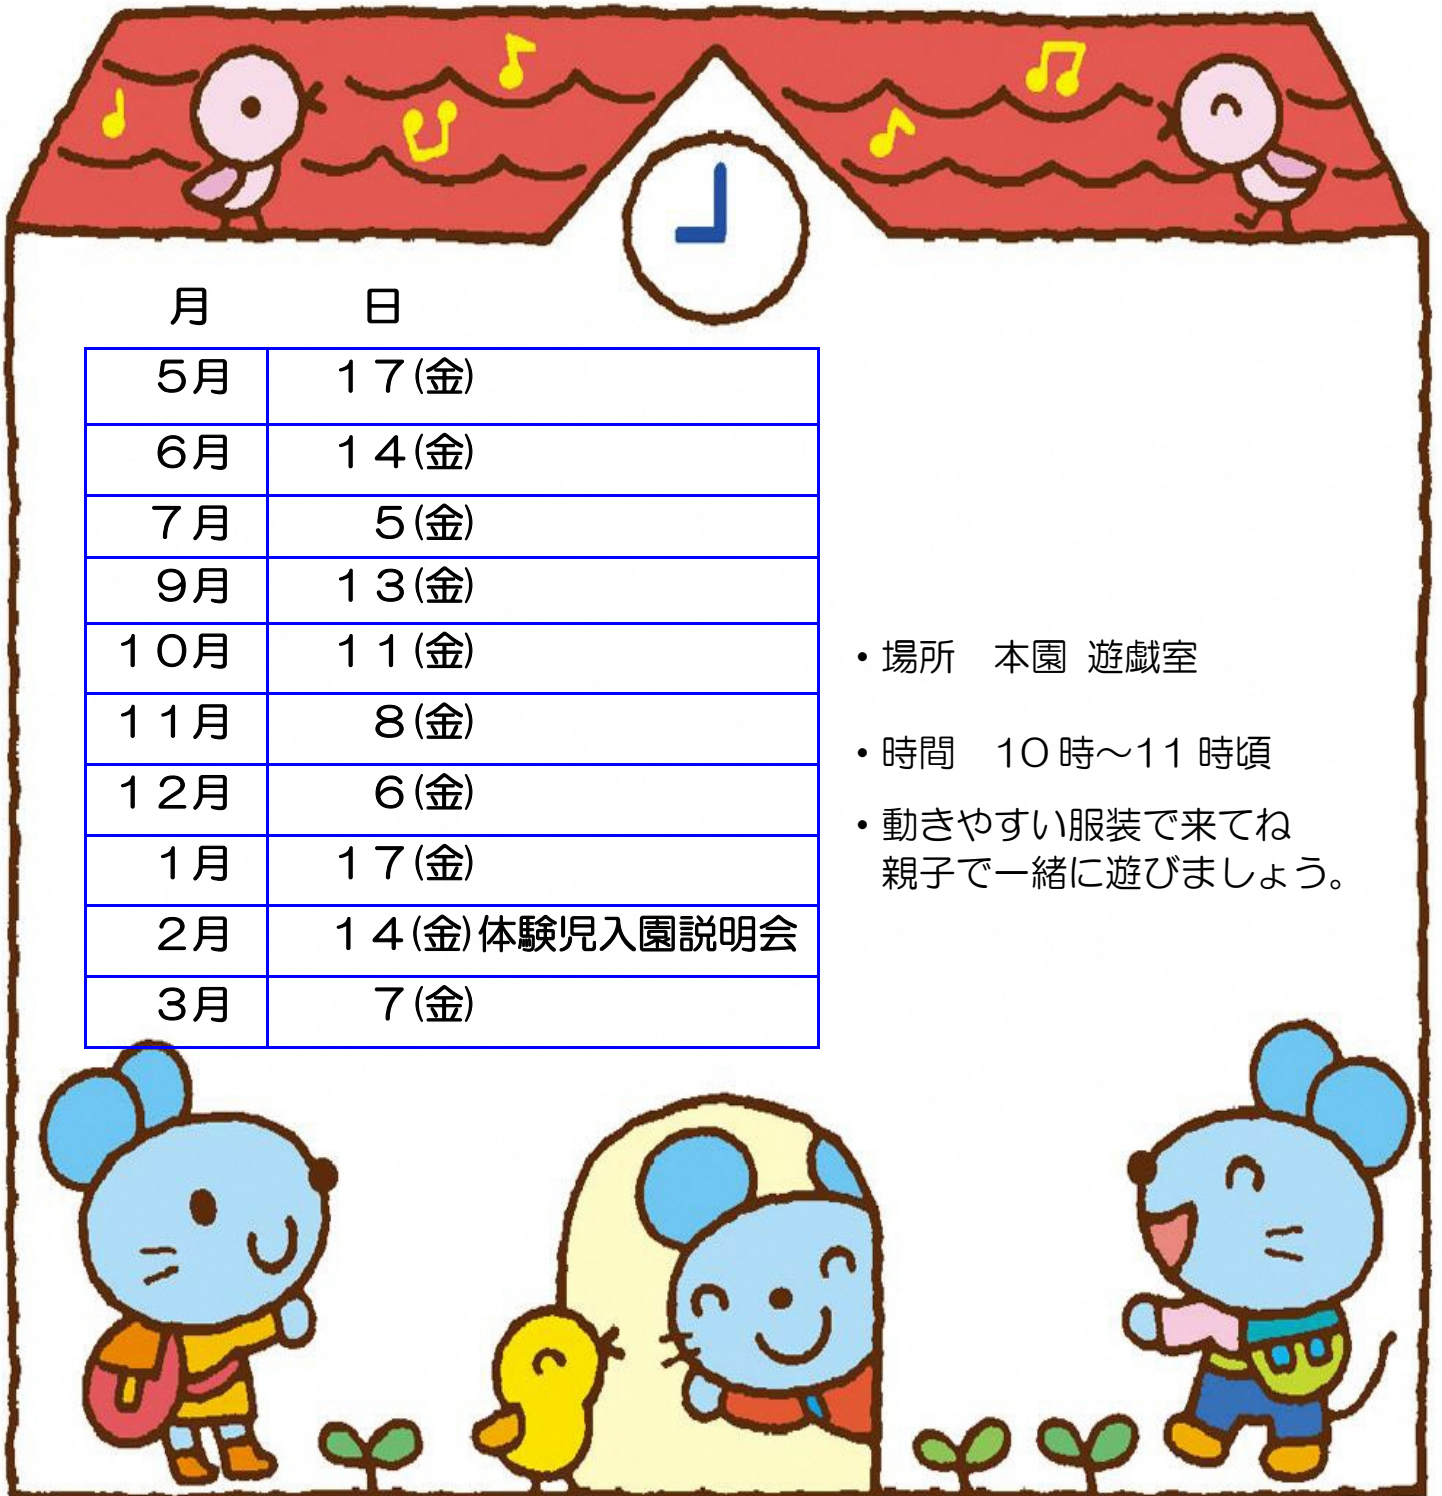 月 日
５月 １７(金)
６月 １４(金)
７月 ５(金)
９月 １３(金)
１０月 １１(金)
１１月 ８(金)
１２月 ６(金)
１月 １７(金)
２月 １４(金)体験児入園説明会
３月 ７(金)
・場所　本園 遊戯室
・時間　10時～11時頃
・動きやすい服装で来てね
親子で一緒に遊びましょう。